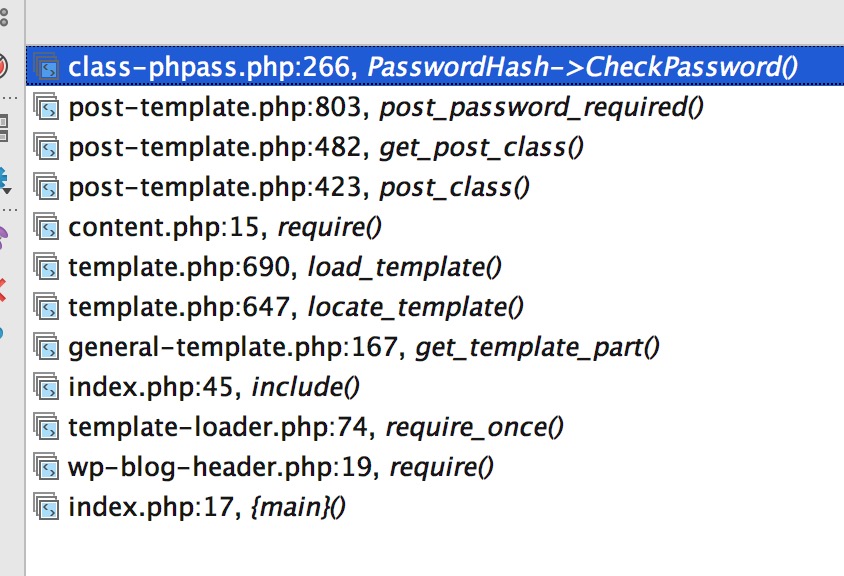 class-phpass.php:266, PasswordHash->CheckPassword()
post-template.php:803, post_password_required()
post-template.php:482, get_post_class()
post-template.php:423, post_class()
content.php:15, require()
template.php:690, load_template()
template.php:647, locate_template()
general-template.php:167, get_template_part()
index.php:45, include()
template-loader.php:74, require_once()
wp-blog-header.php:19, require()
index.php:17, {main}()